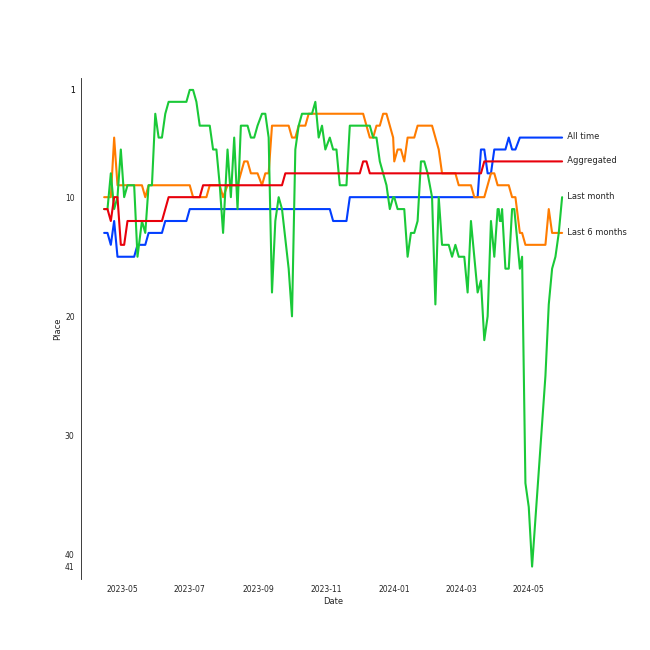 1
10
20
30
40
41
Place
All time
Aggregated
Last month
Last 6 months
2023-05
2023-07
2023-09
2023-11
2024-01
2024-03
2024-05
Date